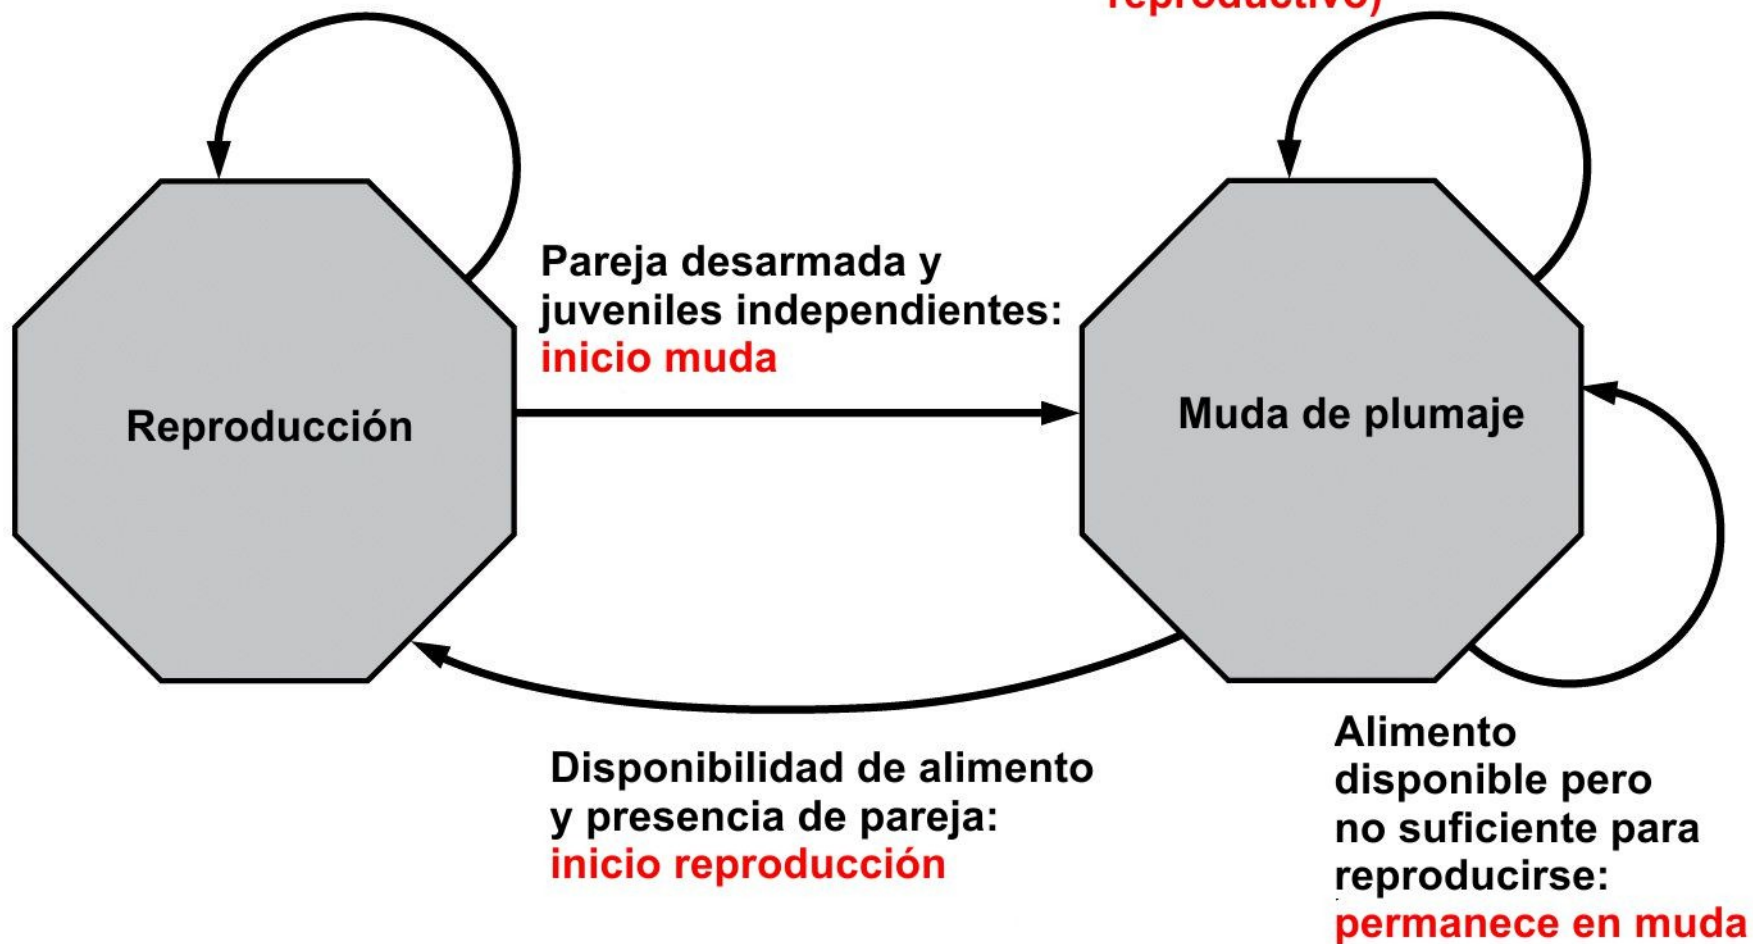 reproductivo)
Pareja desarmada y
juveniles independientes:
inicio muda
Reproducción
Muda de plumaje
Disponibilidad de alimento
y presencia de pareja:
inicio reproducción
Alimento
disponible pero
no suficiente para
reproducirse:
permanece en muda